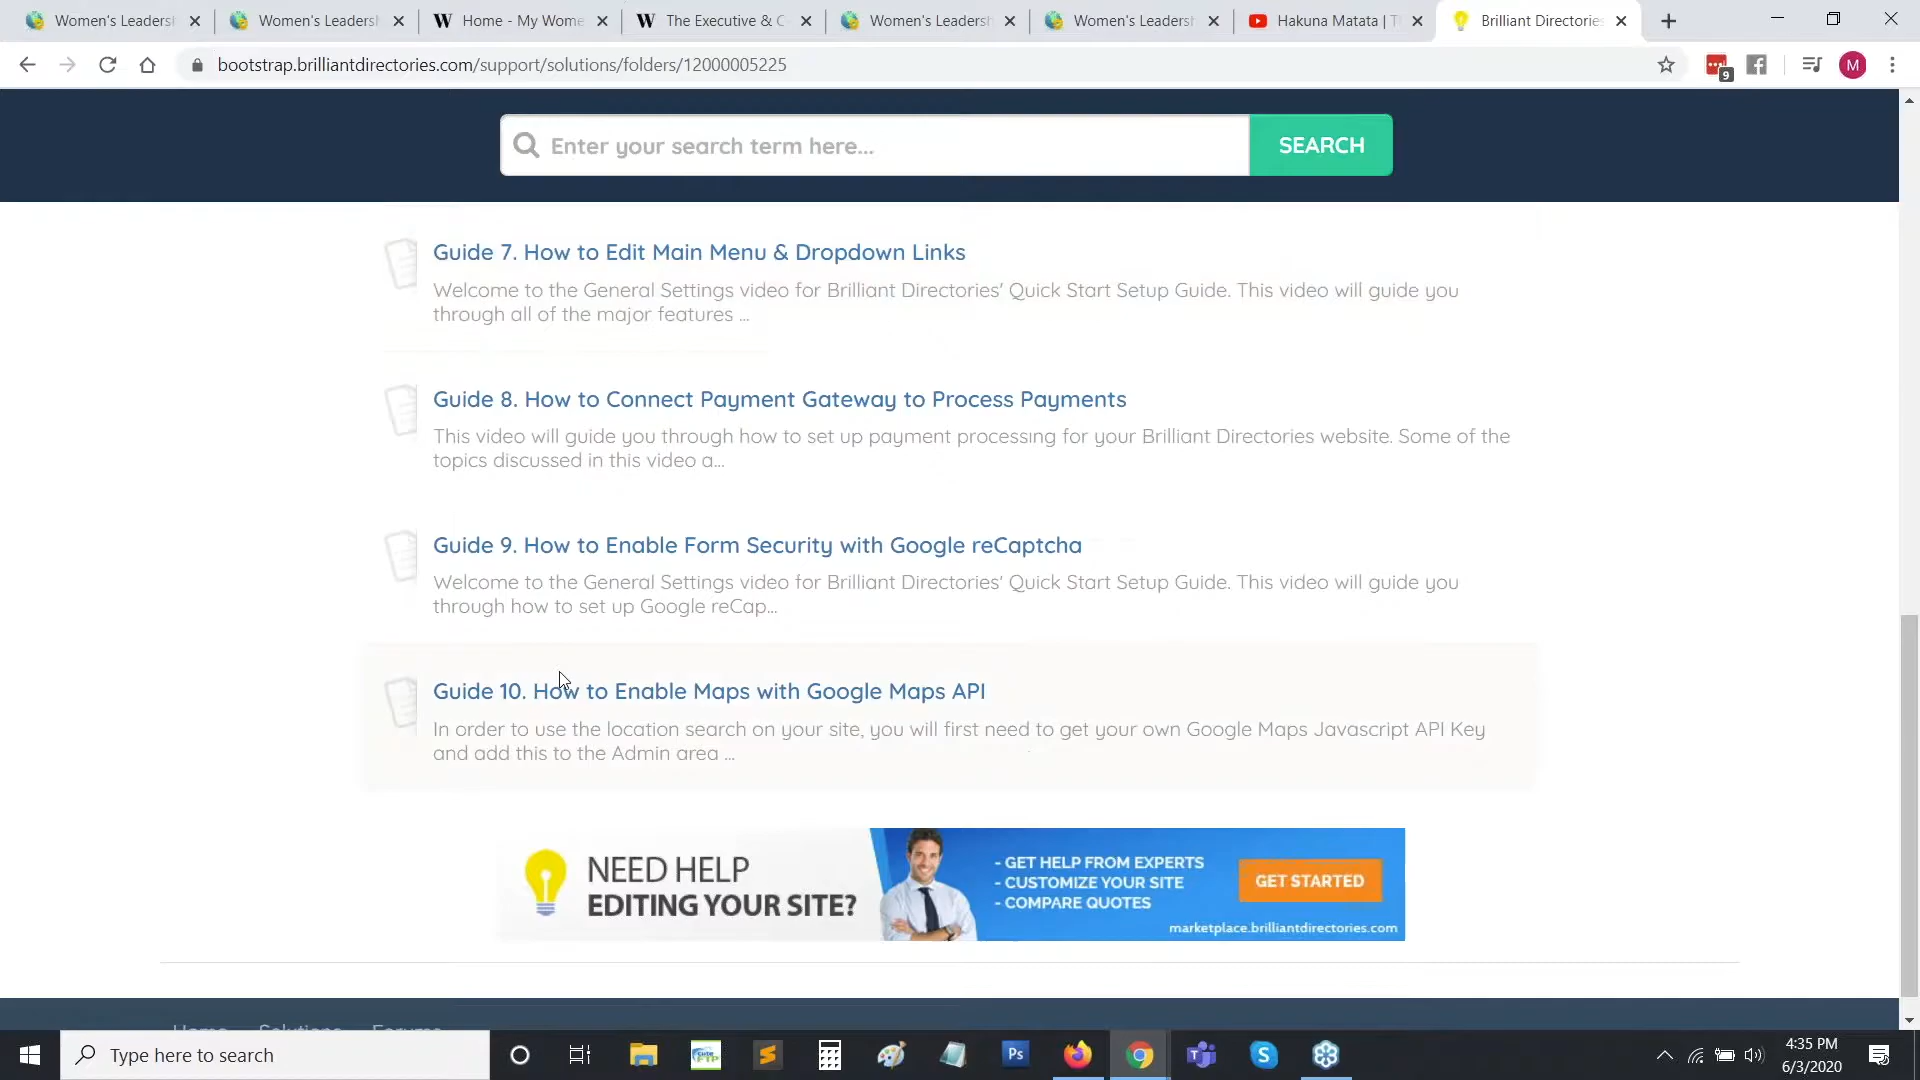 Women's Leadersh
Women's Leadersh
Home - My Wome
The Executive & C
Women's Leadersh
Women's Leadersh
Hakuna Matata | T
Brilliant Directories
bootstrap.brilliantdirectories.com/support/solutions/folders/12000005225
9
M
Enter your search term here...
SEARCH
Guide 7. How to Edit Main Menu & Dropdown Links
Welcome to the General Settings video for Brilliant Directories' Quick Start Setup Guide. This video will guide you
through all of the major features ...
Guide 8. How to Connect Payment Gateway to Process Payments
This video will guide you through how to set up payment processing for your Brilliant Directories website. Some of the
topics discussed in this video a...
Guide 9. How to Enable Form Security with Google reCaptcha
Welcome to the General Settings video for Brilliant Directories' Quick Start Setup Guide. This video will guide you
through how to set up Google reCap...
Guide 10. How to Enable Maps with Google Maps API
In order to use the location search on your site, you will first need to get your own Google Maps Javascript API Key
and add this to the Admin area ...
NEED HELP
EDITING YOUR SITE?
- GET HELP FROM EXPERTS
- CUSTOMIZE YOUR SITE
- COMPARE QUOTES
GET STARTED
marketplace.brilliantdirectories.com
Home Solutions Forums
Type here to search
4:35 PM
6/3/2020